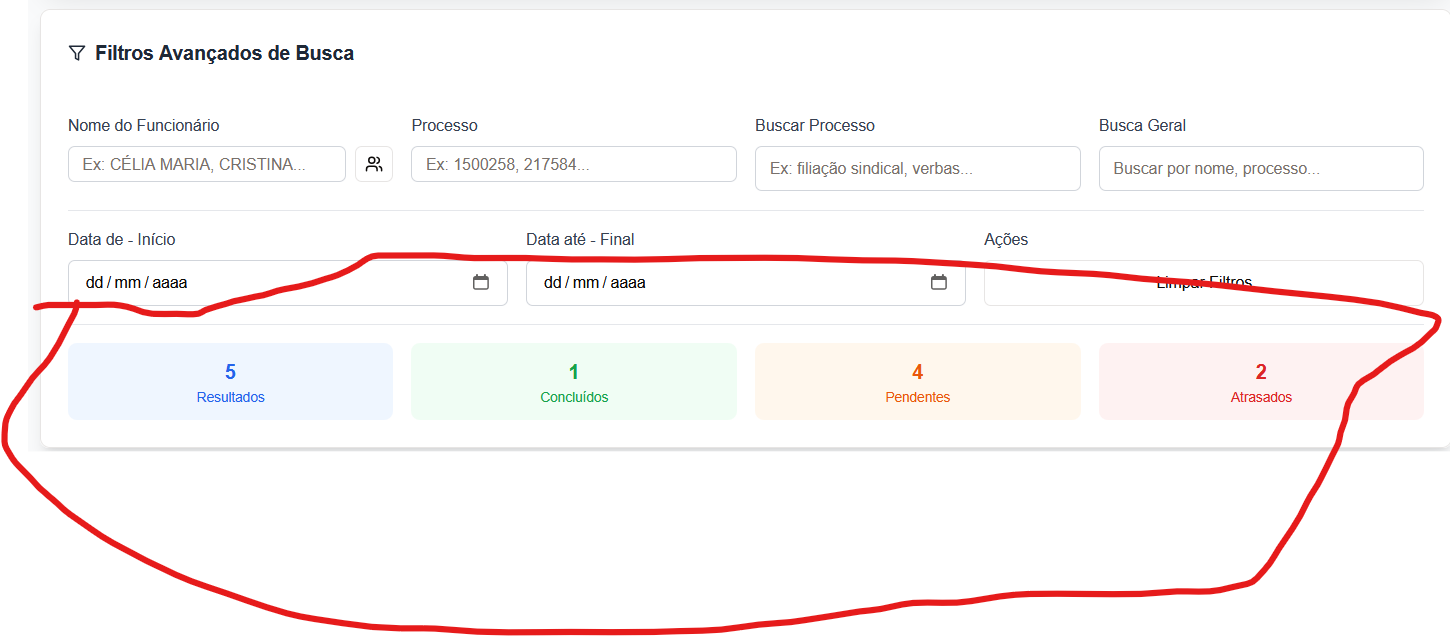 Filtros Avançados de Busca
Nome do Funcionário Processo Buscar Processo Busca Geral
Ex: CÉLIA MARIA, CRISTINA... Ex: 1500258, 217584... Ex: filiação sindical, verbas... Buscar por nome, processo...
Data de - Início Data até - Final Ações
dd/mm/aaaa dd/mm/aaaa Limpar Filtros
5 1 4 2
Resultados Concluídos Pendentes Atrasados